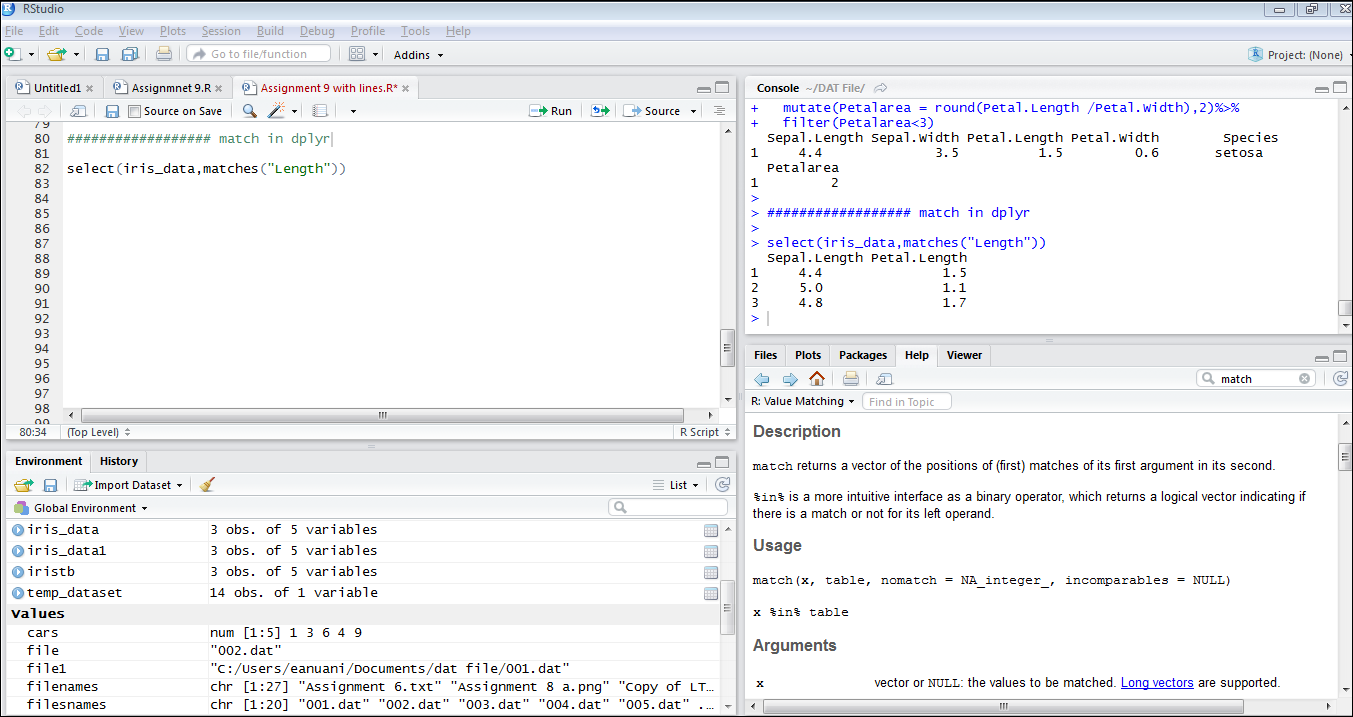 RStudio
File Edit Code View Plots Session Build Debug Profile Tools Help
Go to file/function Addins Project: (None)
Untitled1 Assignmnet 9.R Assignment 9 with lines.R*
Source on Save Run Source
79
80 ################## match in dplyr
81
82 select(iris_data,matches("Length"))
83
84
85
86
87
88
89
90
91
92
93
94
95
96
97
98
99
80:34 (Top Level) R Script
Environment History
Import Dataset List
Global Environment
iris_data 3 obs. of 5 variables
iris_data1 3 obs. of 5 variables
iristb 3 obs. of 5 variables
temp_dataset 14 obs. of 1 variable
Values
cars num [1:5] 1 3 6 4 9
file "002.dat"
file1 "C:/Users/eanuani/Documents/dat file/001.dat"
filenames chr [1:27] "Assignment 6.txt" "Assignment 8 a.png" "Copy of LT…
filesnames chr [1:20] "001.dat" "002.dat" "003.dat" "004.dat" "005.dat" …
Console ~/DAT File/
+ mutate(Petalarea = round(Petal.Length /Petal.Width),2)%>%
+ filter(Petalarea<3)
Sepal.Length Sepal.Width Petal.Length Petal.Width Species
1 4.4 3.5 1.5 0.6 setosa
Petalarea
1 2
>
> ################## match in dplyr
>
> select(iris_data,matches("Length"))
Sepal.Length Petal.Length
1 4.4 1.5
2 5.0 1.1
3 4.8 1.7
>
Files Plots Packages Help Viewer
match
R: Value Matching Find in Topic
Description
match returns a vector of the positions of (first) matches of its first argument in its second.
%in% is a more intuitive interface as a binary operator, which returns a logical vector indicating if
there is a match or not for its left operand.
Usage
match(x, table, nomatch = NA_integer_, incomparables = NULL)
x %in% table
Arguments
x vector or NULL: the values to be matched. Long vectors are supported.